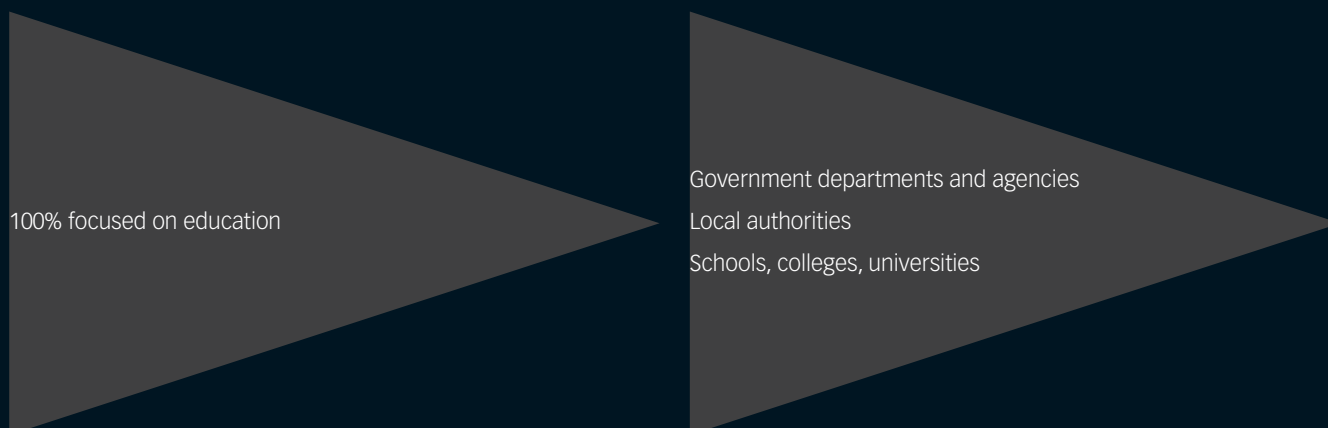 100% focused on education
Government departments and agencies
Local authorities
Schools, colleges, universities